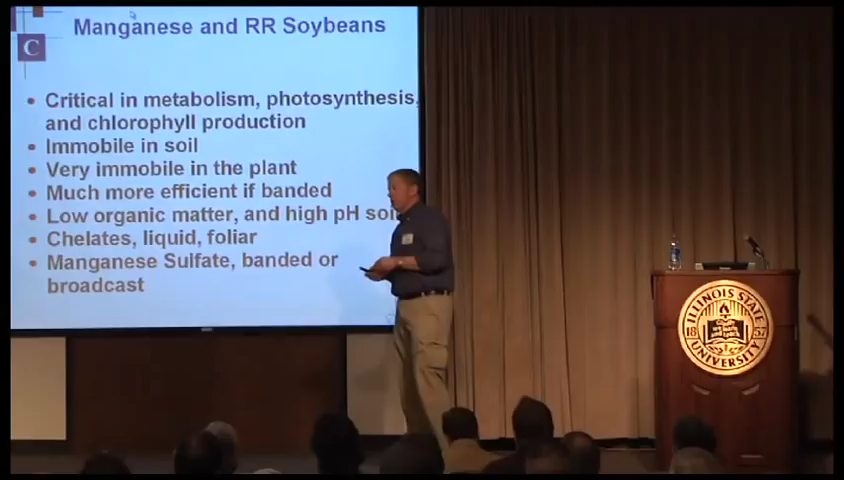 Manganese and RR Soybeans
C
• Critical in metabolism, photosynthesis,
and chlorophyll production
• Immobile in soil
• Very immobile in the plant
• Much more efficient if banded
• Low organic matter, and high pH soil
• Chelates, liquid, foliar
• Manganese Sulfate, banded or
broadcast
ILLINOIS STATE
18 57
UNIVERSITY